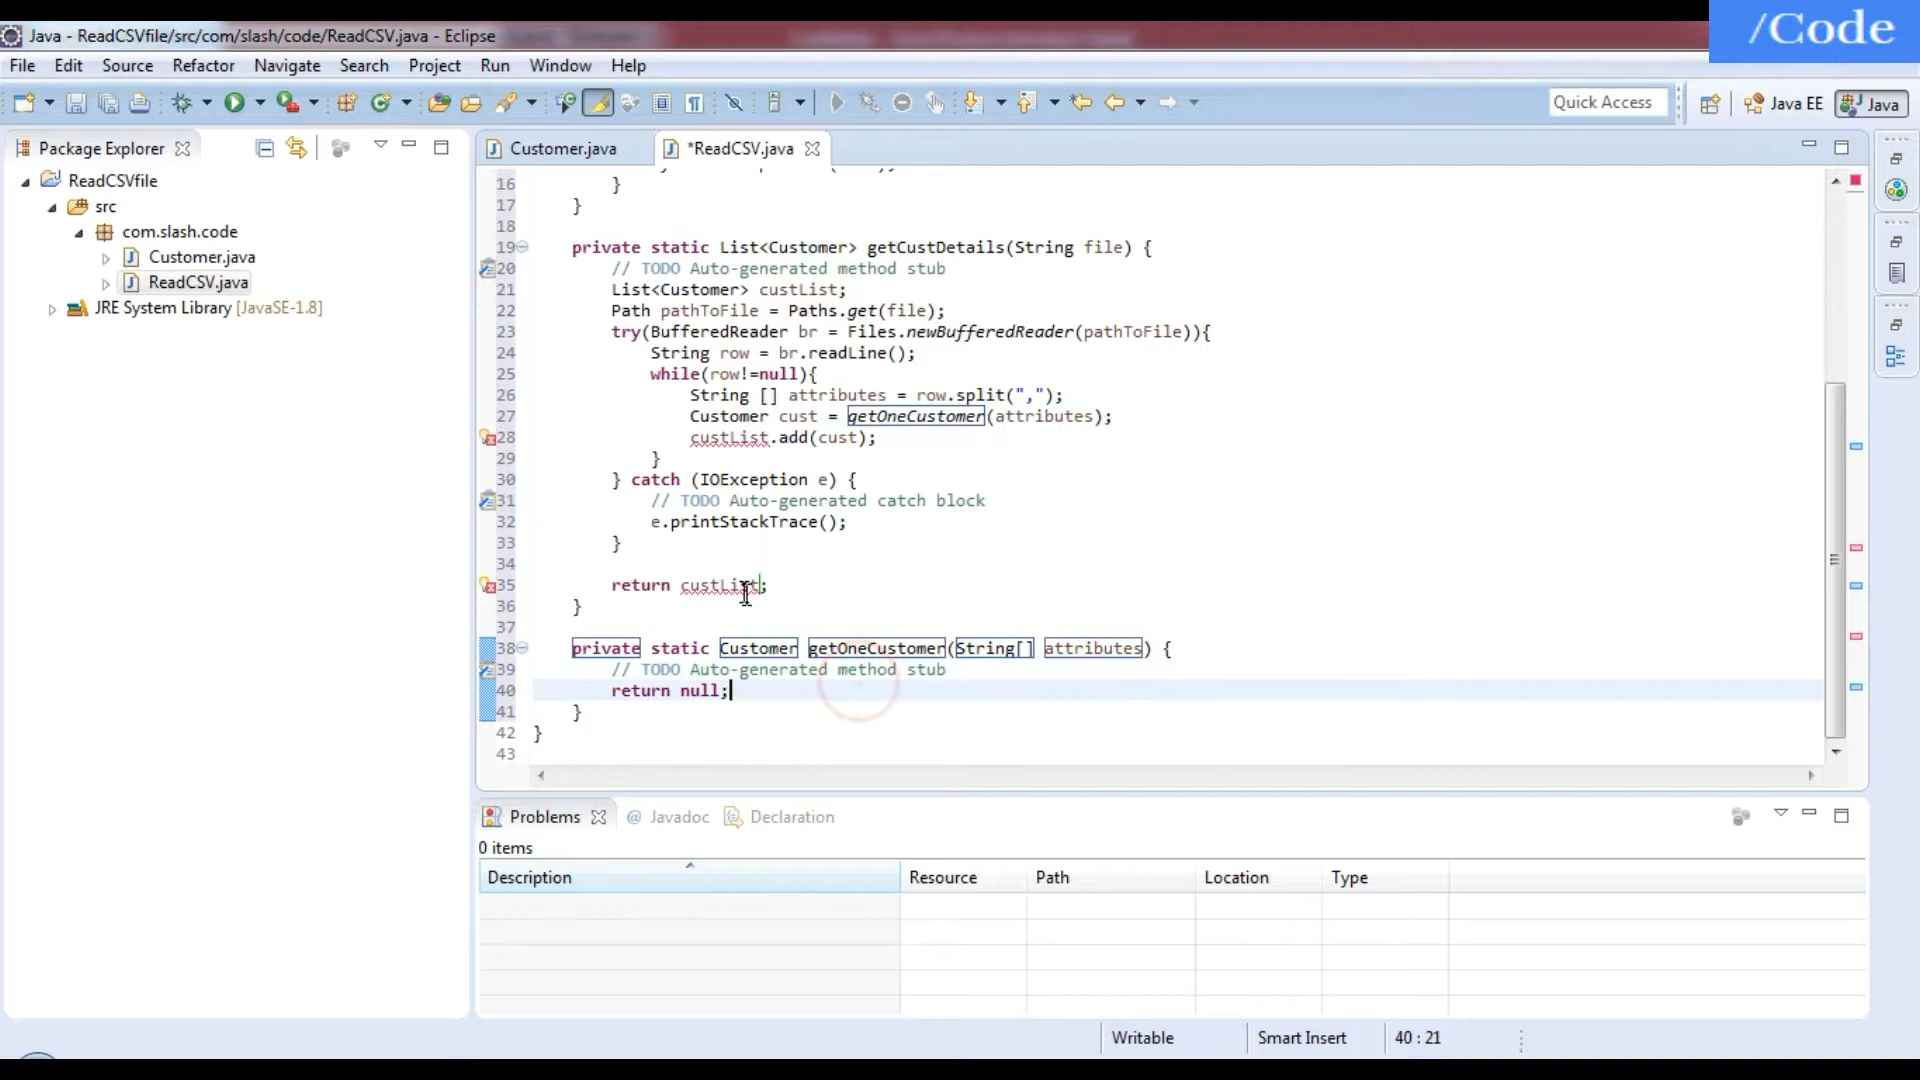 Java - ReadCSVfile/src/com/slash/code/ReadCSV.java - Eclipse
/Code
File Edit Source Refactor Navigate Search Project Run Window Help
Quick Access
Java EE
Java
Package Explorer
Customer.java
*ReadCSV.java
ReadCSVfile
src
com.slash.code
Customer.java
ReadCSV.java
JRE System Library [JavaSE-1.8]
16 }
17 }
18
19 private static List<Customer> getCustDetails(String file) {
20 // TODO Auto-generated method stub
21 List<Customer> custList;
22 Path pathToFile = Paths.get(file);
23 try(BufferedReader br = Files.newBufferedReader(pathToFile)){
24 String row = br.readLine();
25 while(row!=null){
26 String [] attributes = row.split(",");
27 Customer cust = getOneCustomer(attributes);
28 custList.add(cust);
29 }
30 } catch (IOException e) {
31 // TODO Auto-generated catch block
32 e.printStackTrace();
33 }
34
35 return custList;
36 }
37
38 private static Customer getOneCustomer(String[] attributes) {
39 // TODO Auto-generated method stub
40 return null;
41 }
42 }
43
Problems @ Javadoc Declaration
0 items
Description Resource Path Location Type
Writable Smart Insert 40 : 21